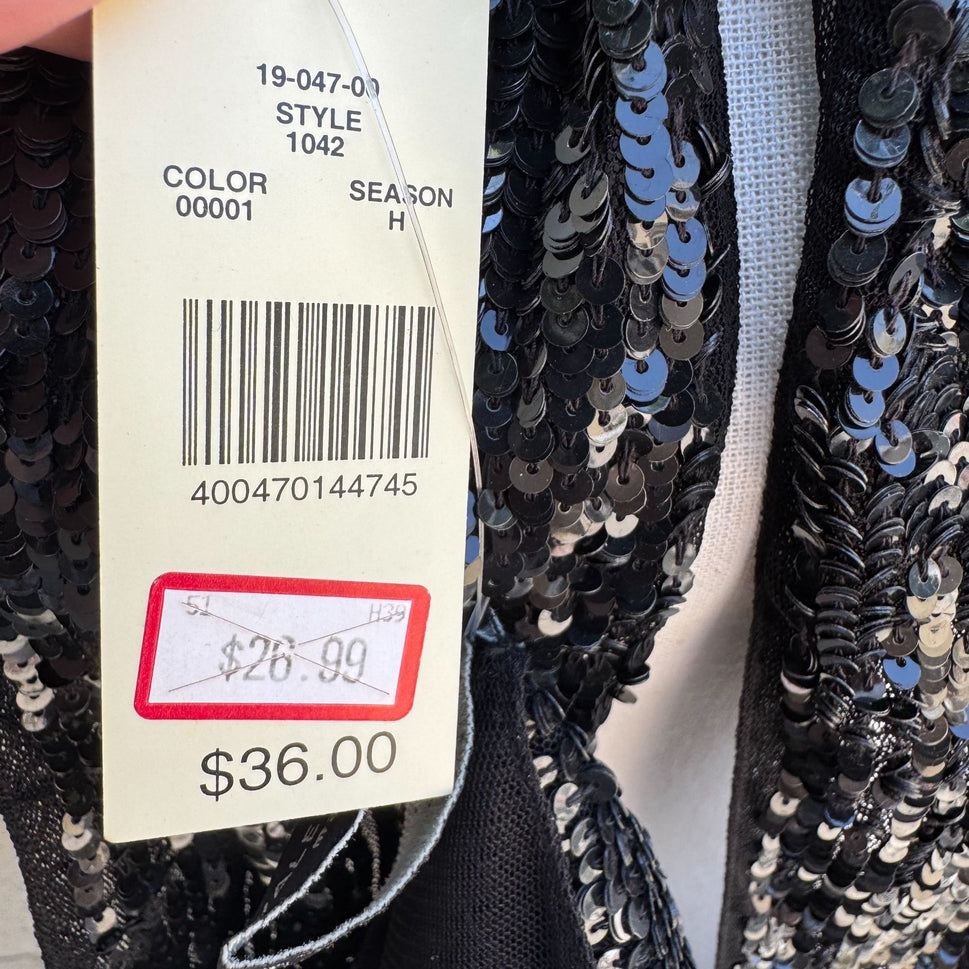 19-047-00
STYLE
1042
COLOR
00001
SEASON
H
400470144745
51 H39
$26.99
$36.00